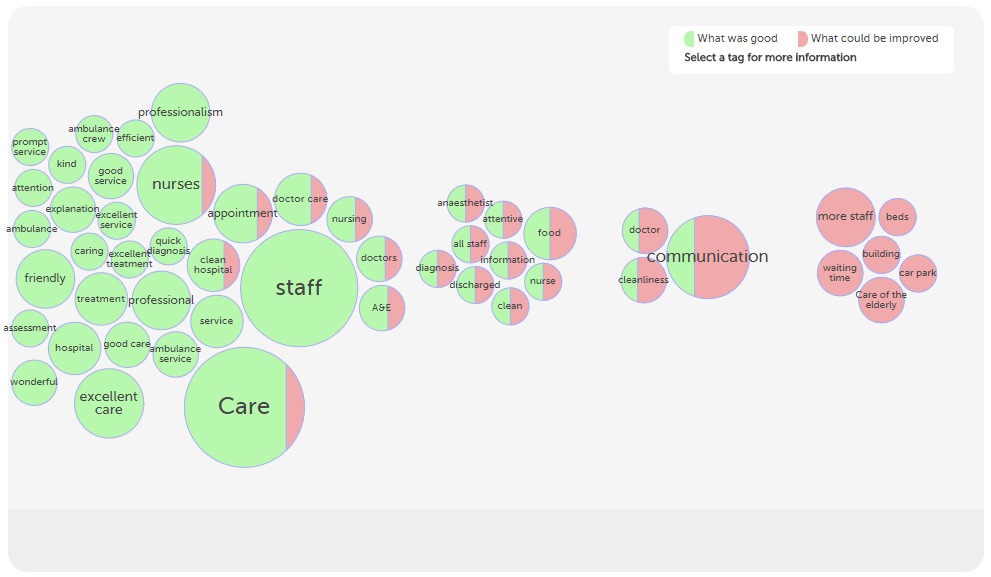 What was good
What could be improved
Select a tag for more information
professionalism
ambulance
crew
efficient
prompt
service
kind
good
service
nurses
attention
explanation
excellent
service
appointment
doctor care
nursing
ambulance
caring
excellent
treatment
quick
diagnosis
clean
hospital
doctors
friendly
treatment
professional
staff
A&E
service
assessment
hospital
good care
ambulance
service
wonderful
excellent
care
Care
anaesthetist
attentive
food
all staff
information
diagnosis
discharged
nurse
clean
doctor
communication
cleanliness
more staff
beds
building
waiting
time
car park
Care of the
elderly